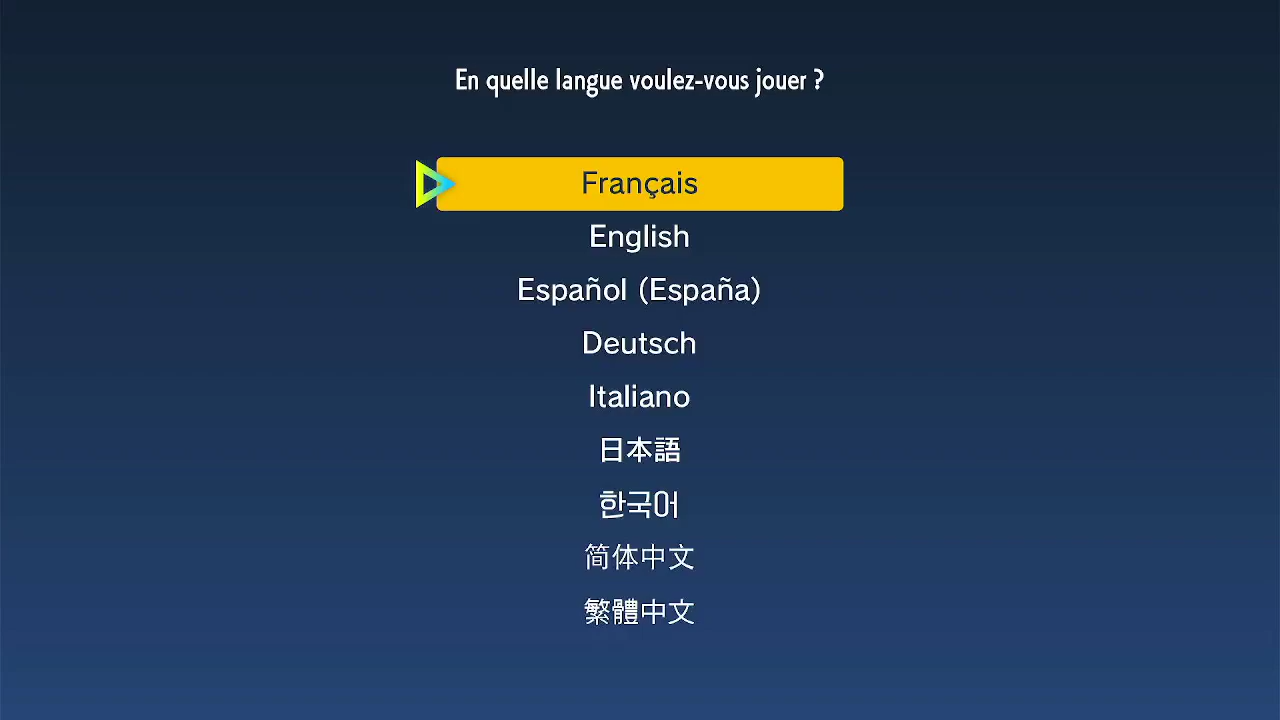 En quelle langue voulez-vous jouer ?
Français
English
Español (España)
Deutsch
Italiano
日本語
한국어
简体中文
繁體中文